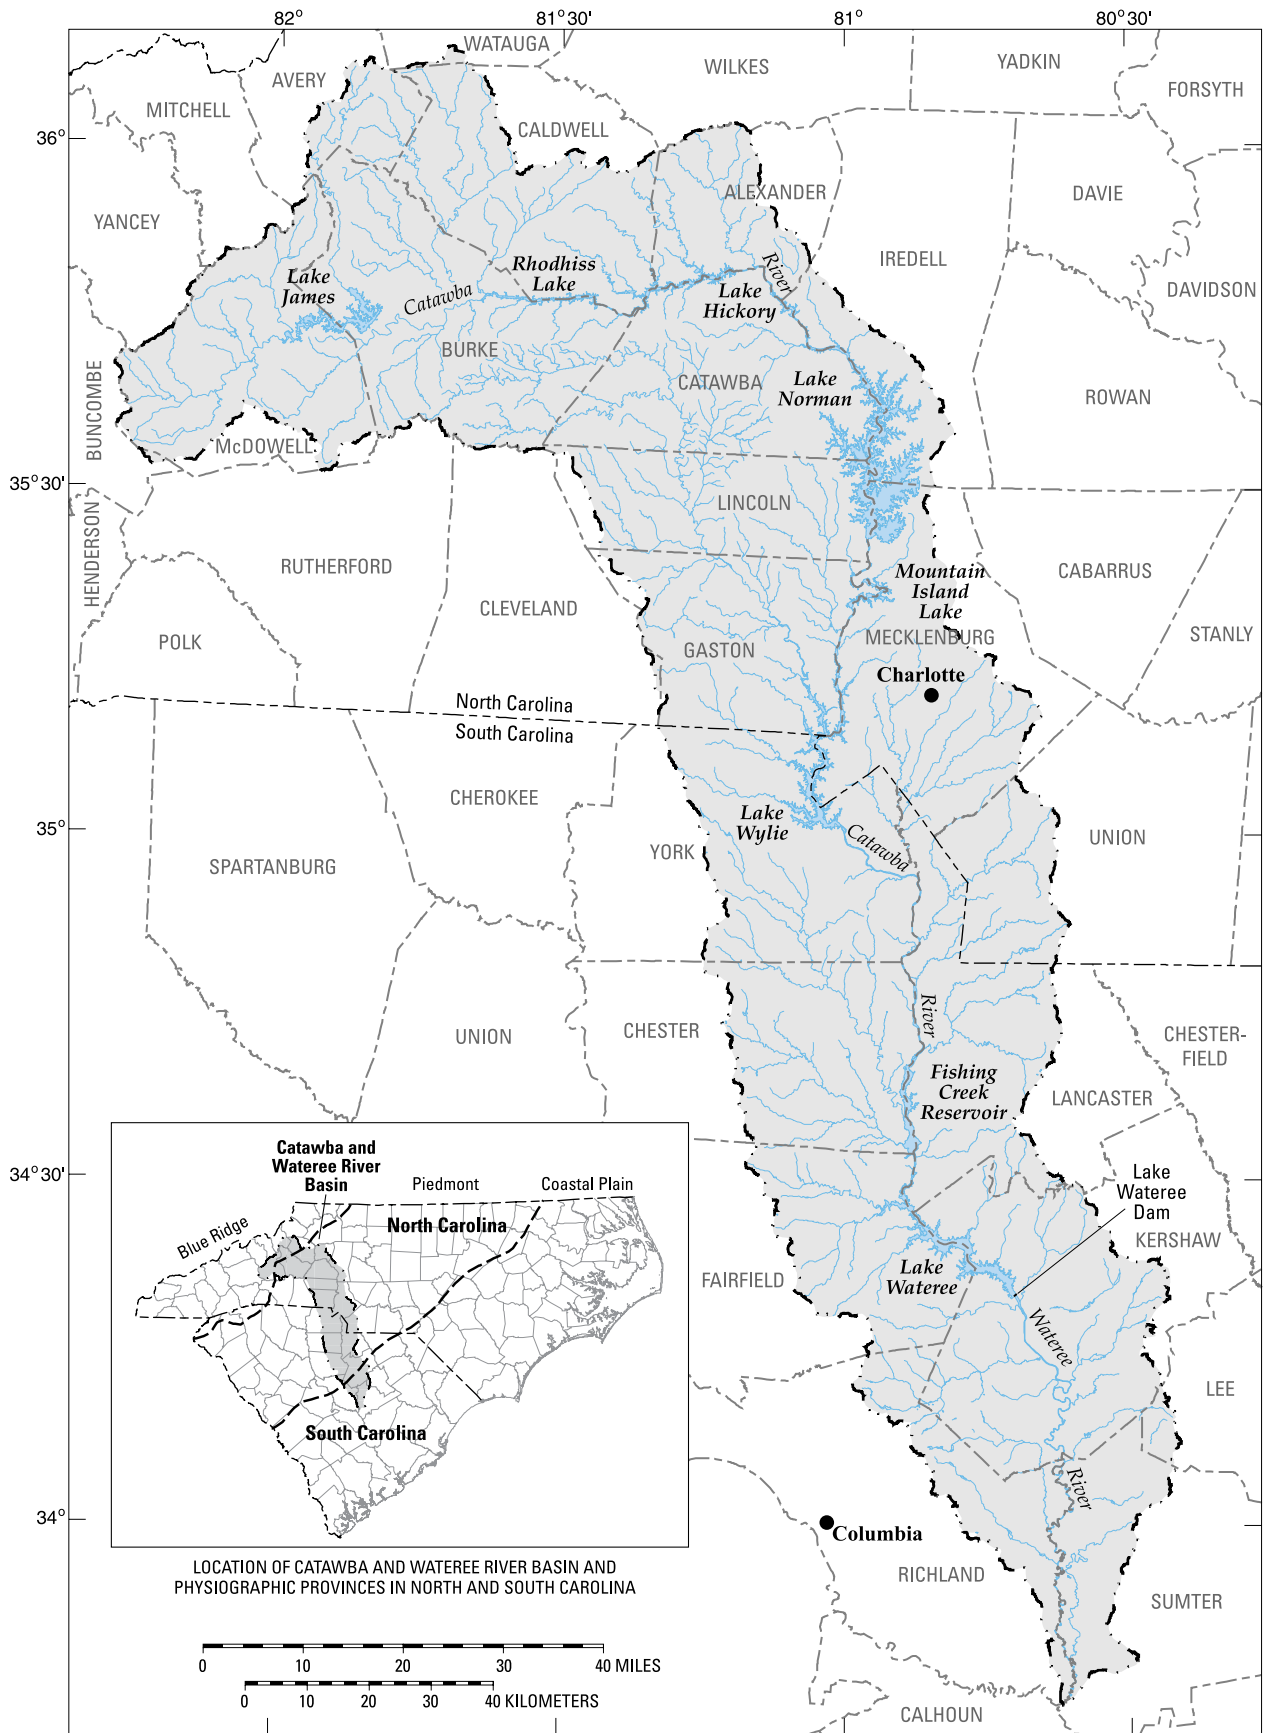 82° 81°30' 81° 80°30'
WATAUGA
WILKES
YADKIN
AVERY
FORSYTH
MITCHELL
CALDWELL
36°
ALEXANDER
DAVIE
YANCEY
IREDELL
River
Rhodhiss
Lake
Lake
James
Catawba
Lake
Hickory
DAVIDSON
BURKE
CATAWBA
Lake
Norman
ROWAN
BUNCOMBE
McDOWELL
35°30'
LINCOLN
HENDERSON
RUTHERFORD
Mountain
Island
Lake
CABARRUS
CLEVELAND
POLK
GASTON
MECKLENBURG
STANLY
Charlotte
North Carolina
South Carolina
CHEROKEE
Lake
Wylie
Catawba
35°
UNION
YORK
SPARTANBURG
River
UNION
CHESTER
CHESTER-
FIELD
Fishing
Creek
Reservoir
LANCASTER
34°30'
Lake
Wateree
Dam
KERSHAW
FAIRFIELD
Lake
Wateree
Wateree
LEE
River
34°
Columbia
RICHLAND
SUMTER
CALHOUN
Catawba and
Wateree River
Basin
Piedmont
Coastal Plain
Blue Ridge
North Carolina
South Carolina
LOCATION OF CATAWBA AND WATEREE RIVER BASIN AND
PHYSIOGRAPHIC PROVINCES IN NORTH AND SOUTH CAROLINA
0 10 20 30 40 MILES
0 10 20 30 40 KILOMETERS